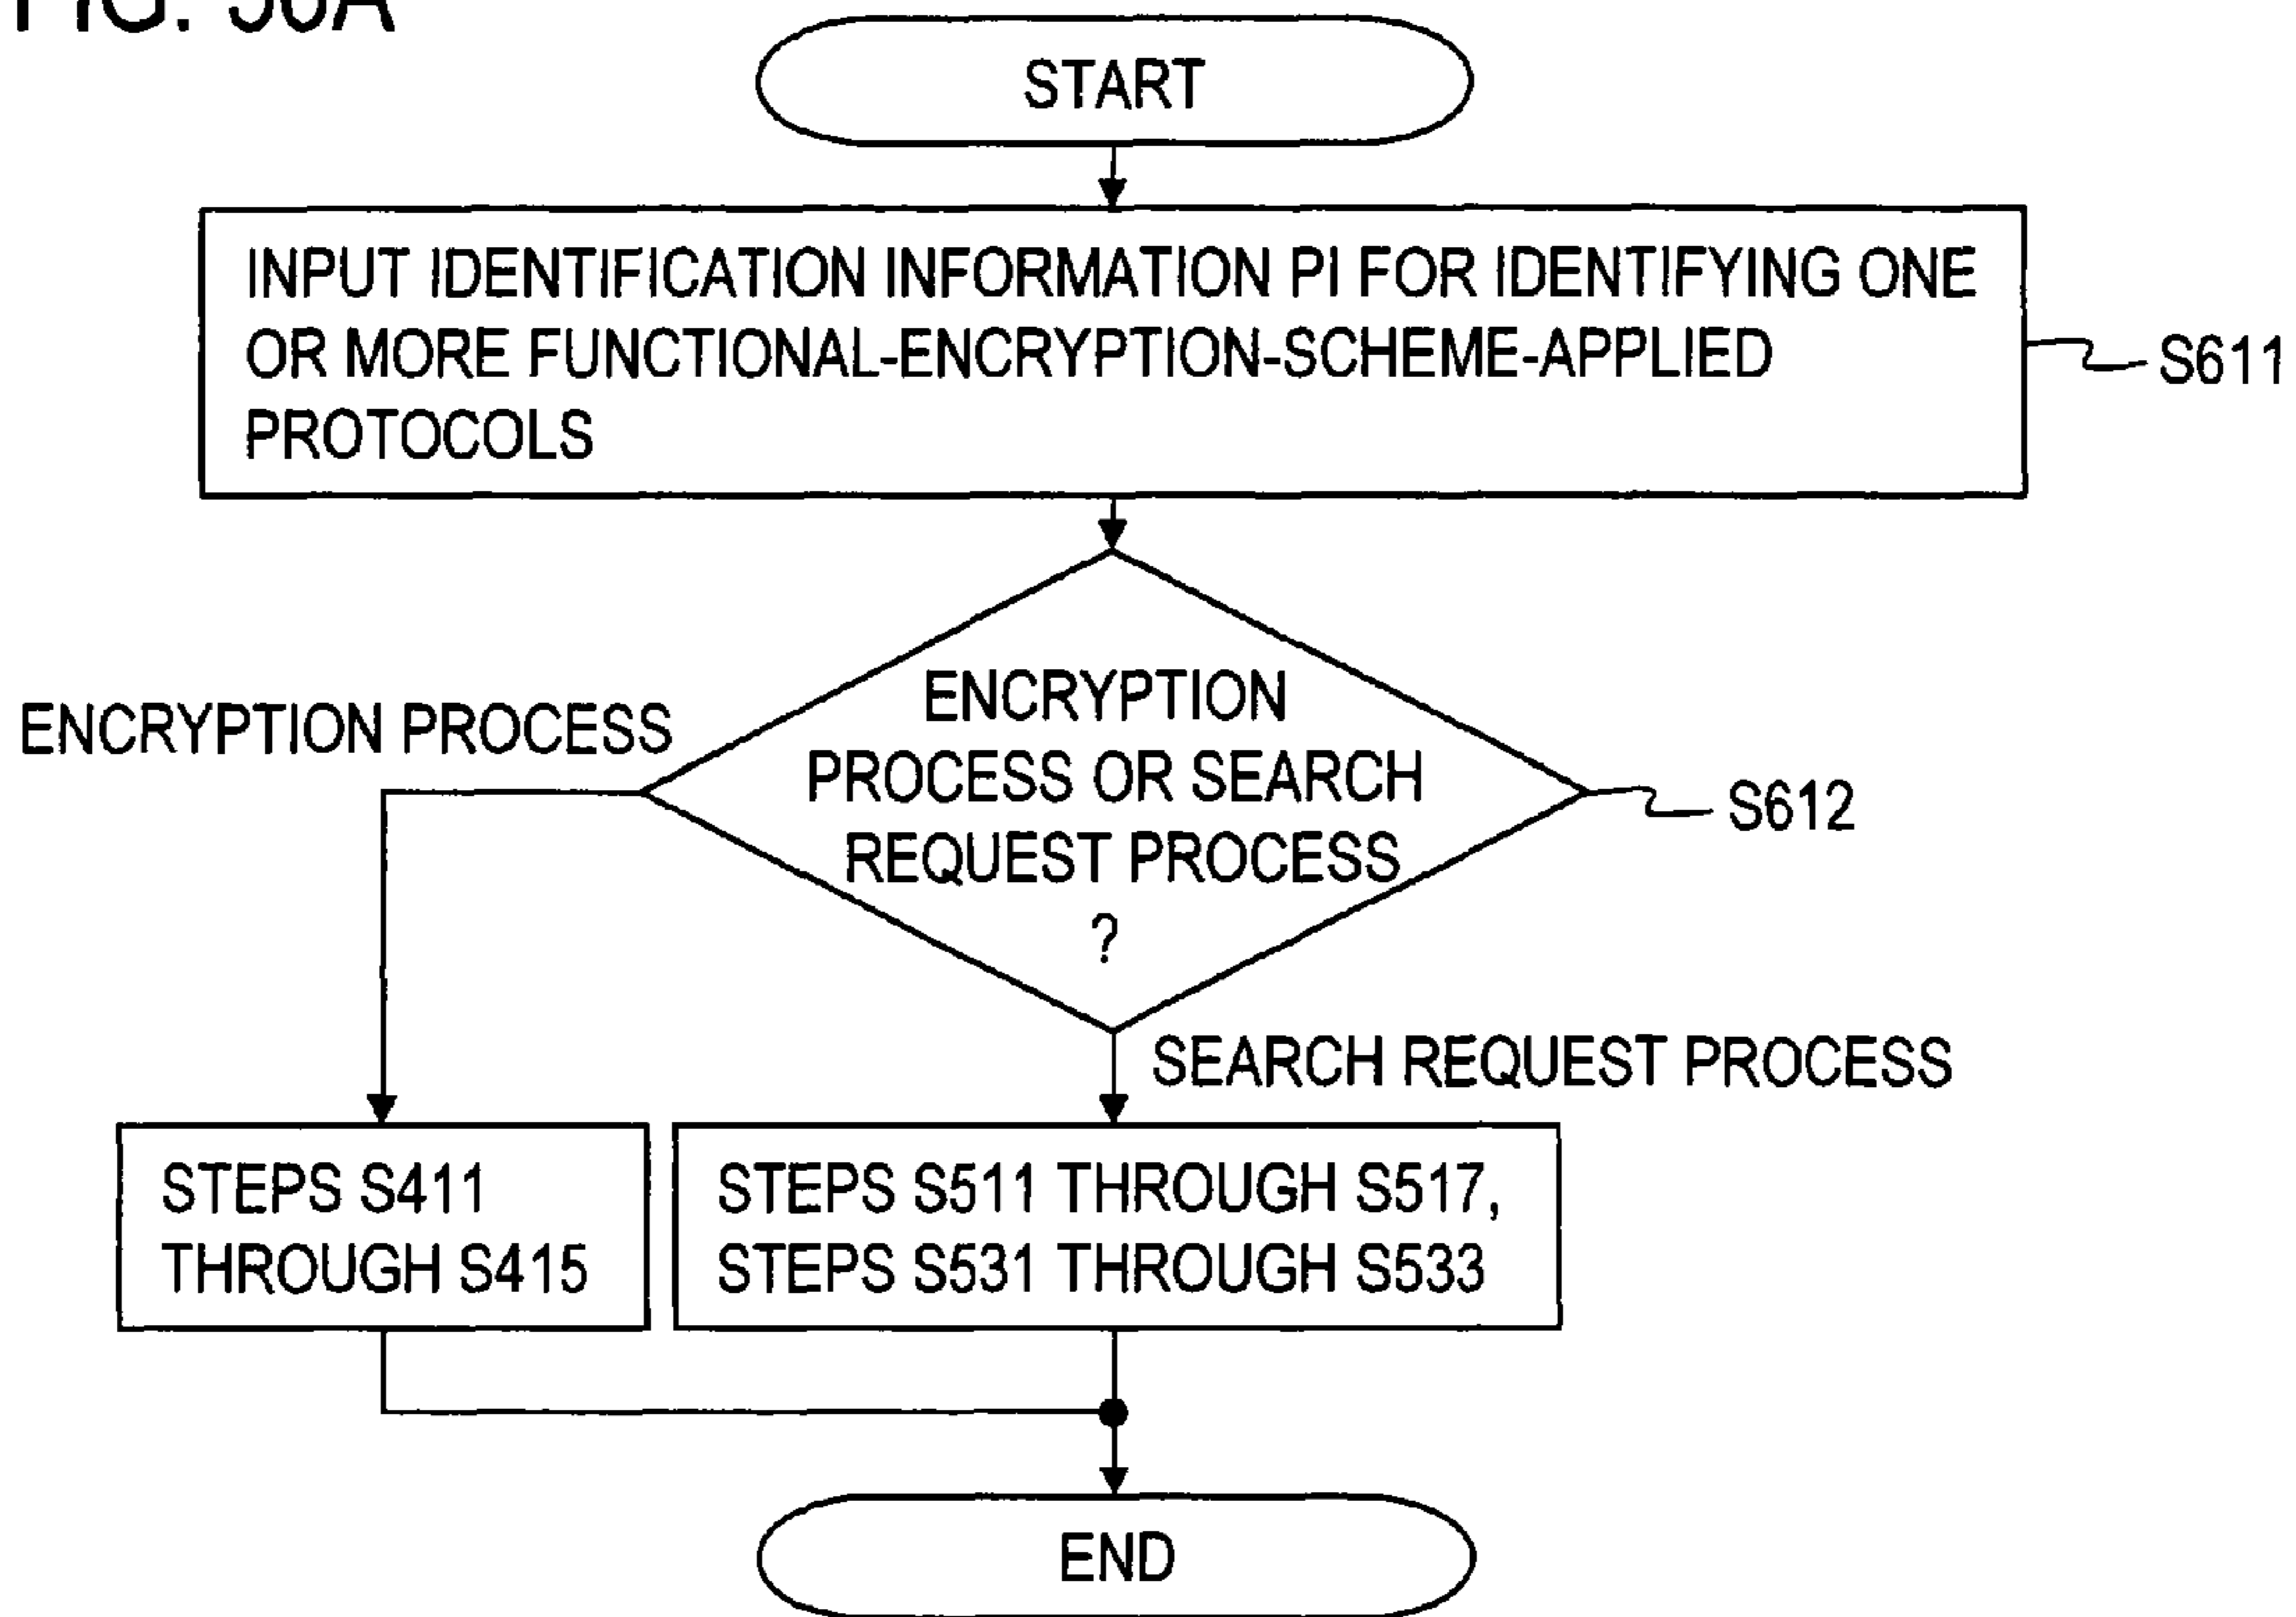 START
INPUT IDENTIFICATION INFORMATION PI FOR IDENTIFYING ONE
OR MORE FUNCTIONAL-ENCRYPTION-SCHEME-APPLIED
PROTOCOLS
S611
ENCRYPTION PROCESS
ENCRYPTION
PROCESS OR SEARCH
REQUEST PROCESS
?
S612
SEARCH REQUEST PROCESS
STEPS S411
THROUGH S415
STEPS S511 THROUGH S517,
STEPS S531 THROUGH S533
END